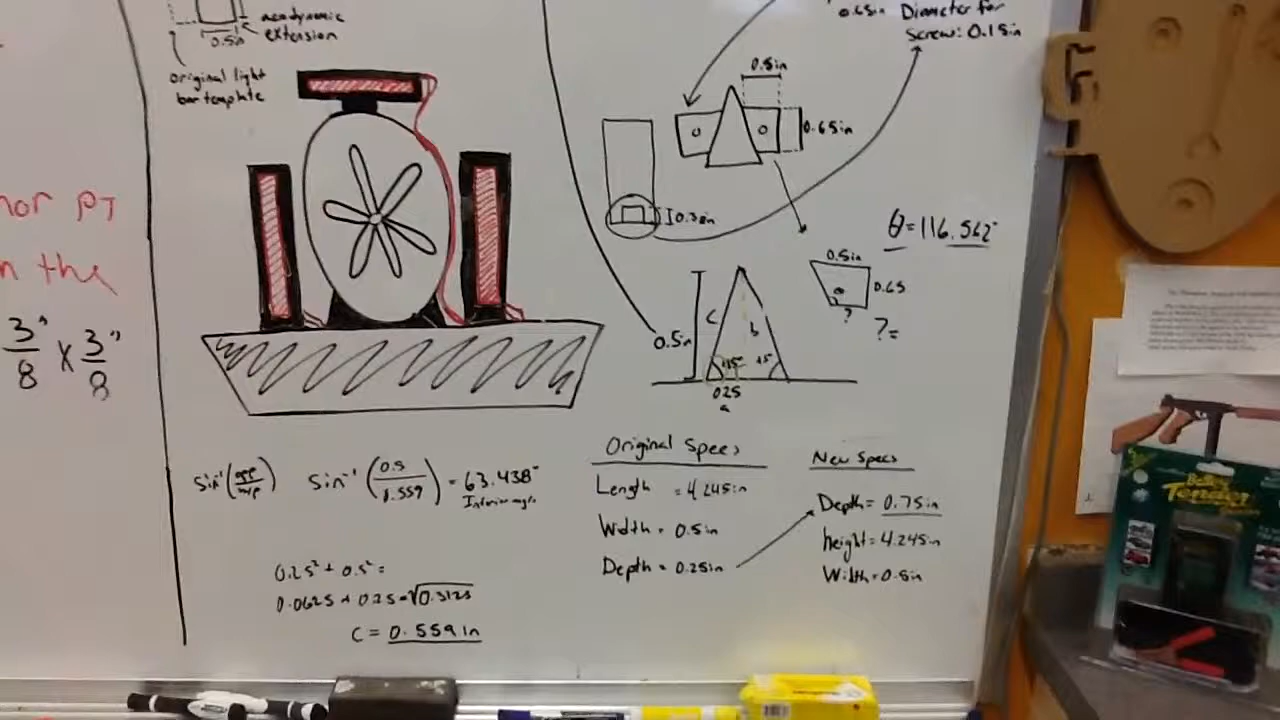 aerodynamic
extension
0.5in
original light
bar template
nor PT
n the
3/8" x 3/8"
0.65in
Diameter for
screw: 0.15in
0.5in
0.65in
0.3in
θ=116.562°
0.5in
0.65
?
?=
0.5in
c
b
45
0.25
a
sin⁻¹(opp/hyp)
sin⁻¹(0.5/0.559) = 63.438°
Interior angle
0.25² + 0.5² =
0.0625 + 0.25 = √0.3125
c = 0.559in
Original Specs
Length = 4.245in
Width = 0.5in
Depth = 0.25in
New Specs
Depth = 0.75in
height = 4.245in
Width = 0.5in
Battery
Tender